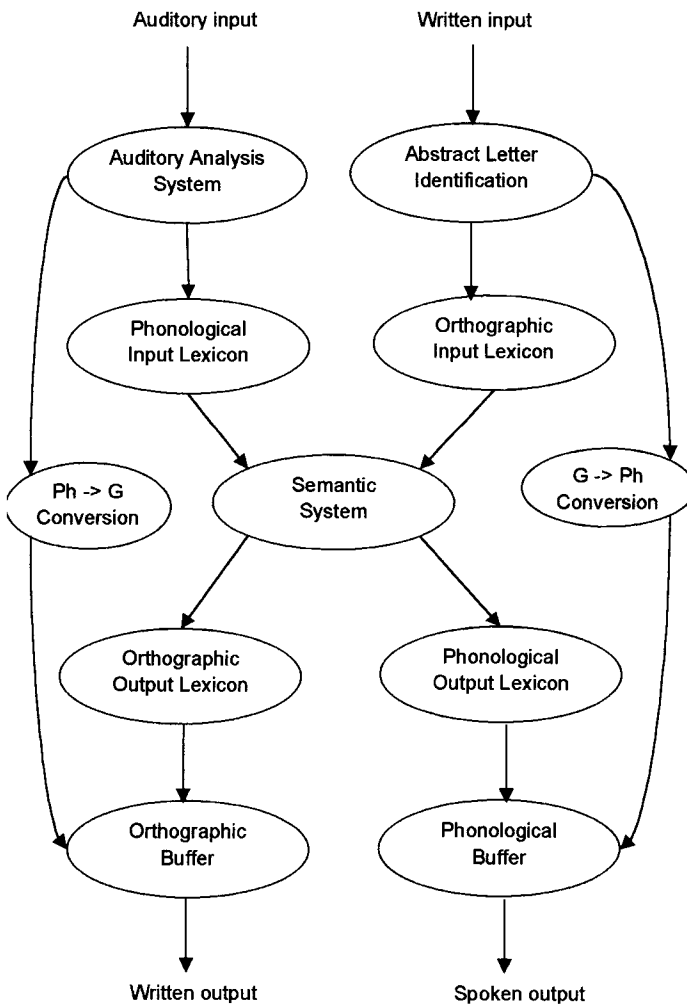 Auditory input
Written input
Auditory Analysis
System
Abstract Letter
Identification
Phonological
Input Lexicon
Orthographic
Input Lexicon
Ph -> G
Conversion
Semantic
System
G -> Ph
Conversion
Orthographic
Output Lexicon
Phonological
Output Lexicon
Orthographic
Buffer
Phonological
Buffer
Written output
Spoken output